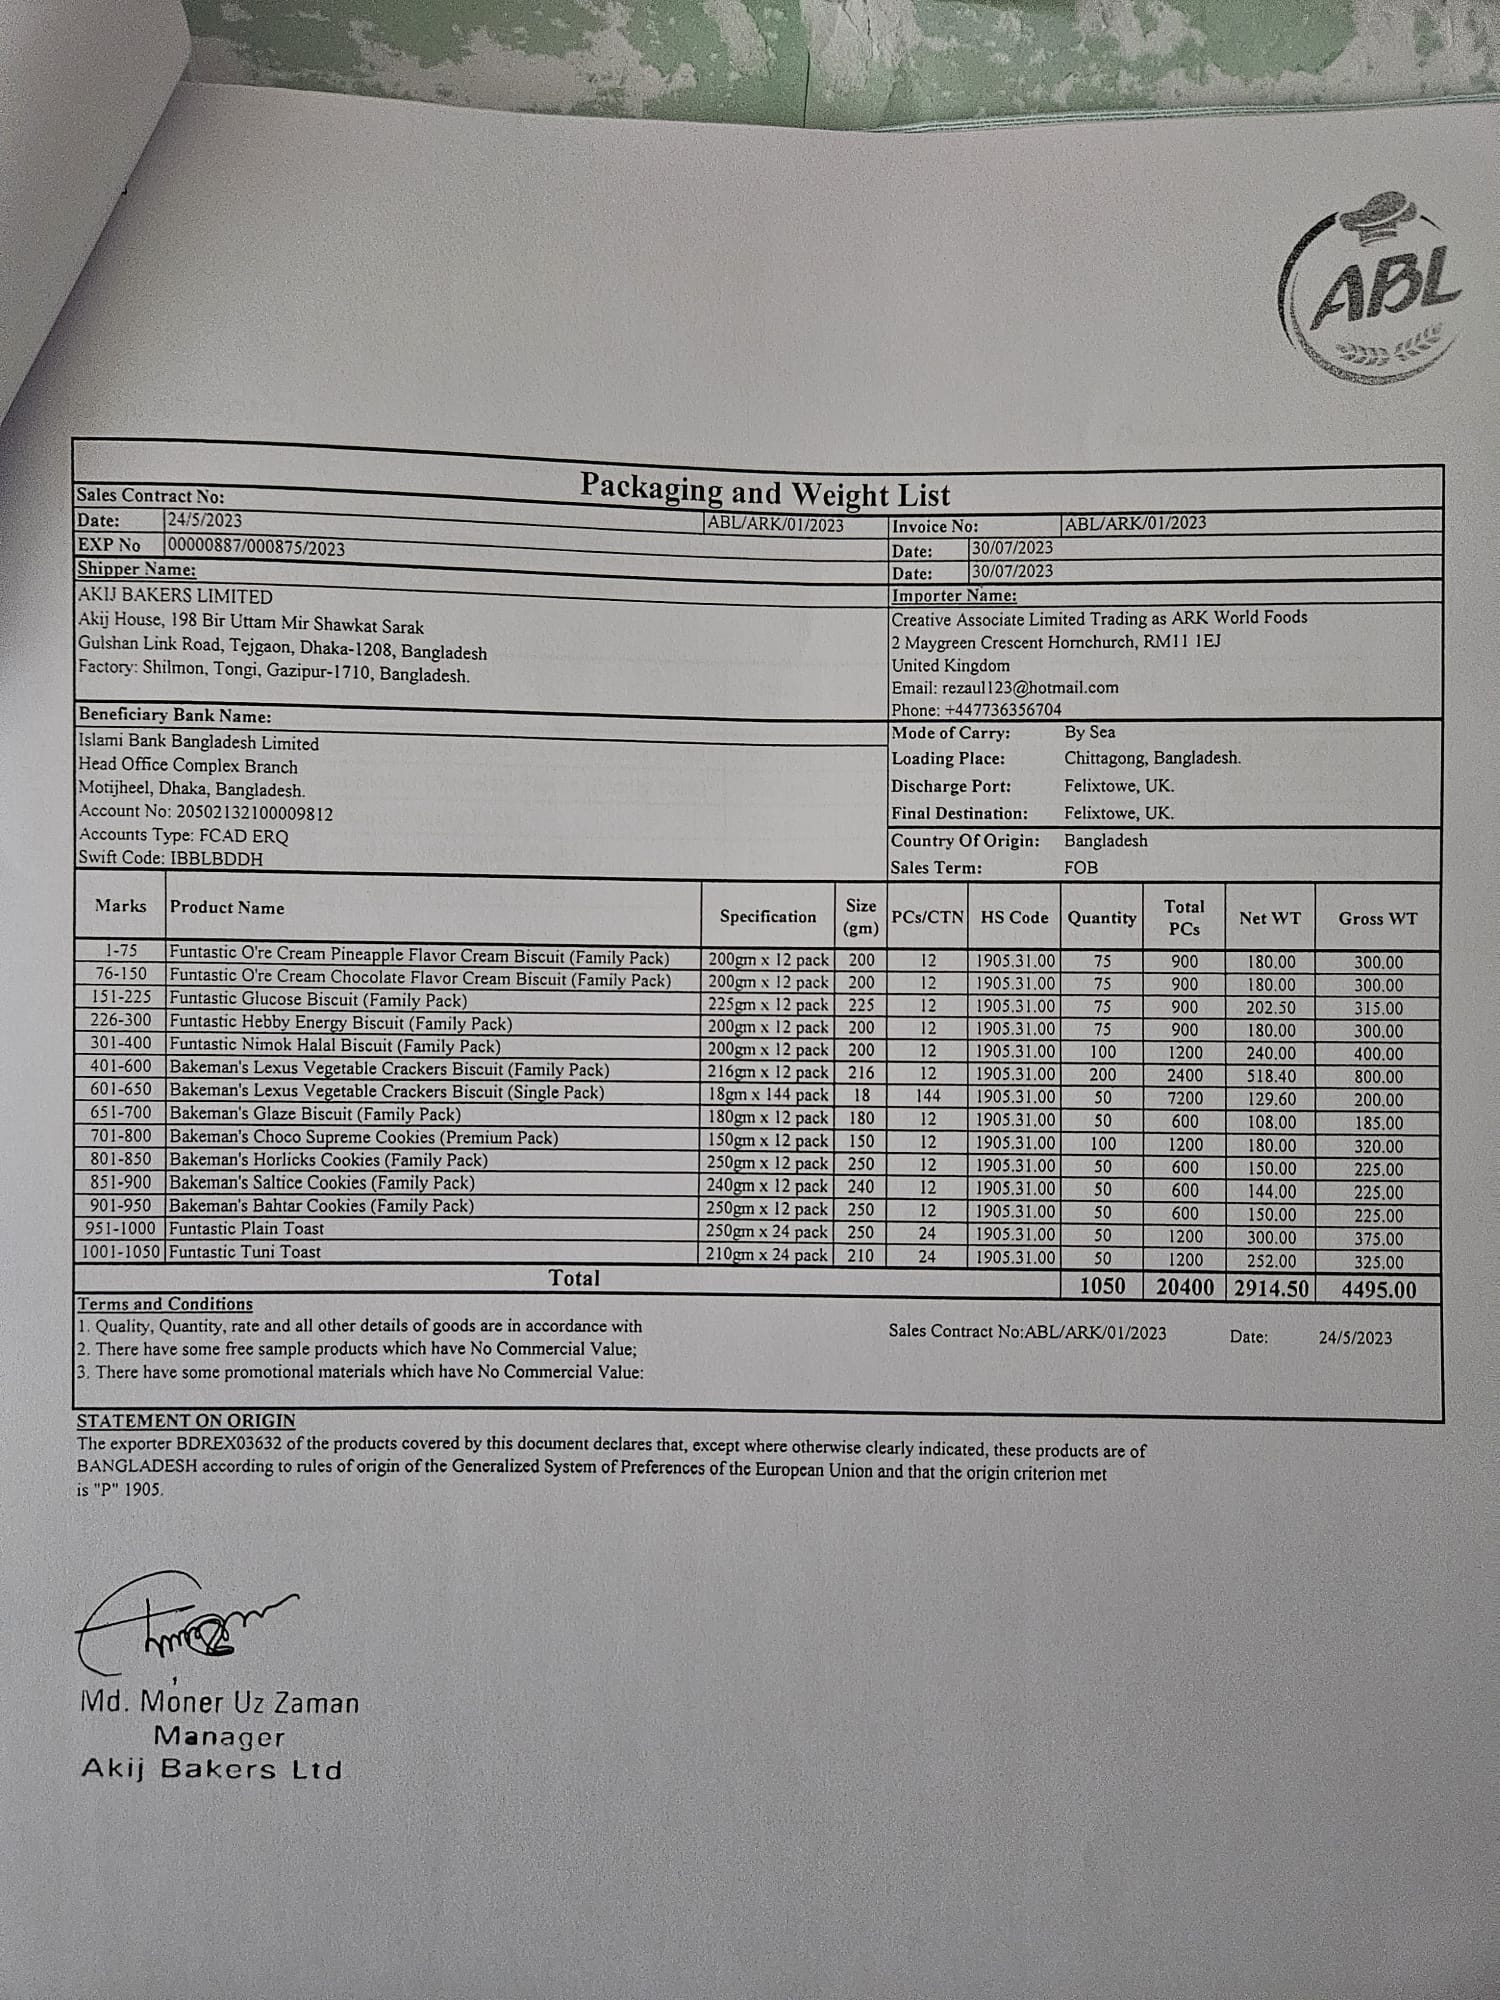 ABL
Packaging and Weight List
Sales Contract No: ABL/ARK/01/2023 Invoice No: ABL/ARK/01/2023
Date: 24/5/2023 Date: 30/07/2023
EXP No 00000887/000875/2023 Date: 30/07/2023
Shipper Name:
AKIJ BAKERS LIMITED
Akij House, 198 Bir Uttam Mir Shawkat Sarak
Gulshan Link Road, Tejgaon, Dhaka-1208, Bangladesh
Factory: Shilmon, Tongi, Gazipur-1710, Bangladesh.
Importer Name:
Creative Associate Limited Trading as ARK World Foods
2 Maygreen Crescent Hornchurch, RM11 1EJ
United Kingdom
Email: rezaul123@hotmail.com
Phone: +447736356704
Beneficiary Bank Name:
Islami Bank Bangladesh Limited
Head Office Complex Branch
Motijheel, Dhaka, Bangladesh.
Account No: 20502132100009812
Accounts Type: FCAD ERQ
Swift Code: IBBLBDDH
Mode of Carry: By Sea
Loading Place: Chittagong, Bangladesh.
Discharge Port: Felixtowe, UK.
Final Destination: Felixtowe, UK.
Country Of Origin: Bangladesh
Sales Term: FOB
Marks Product Name Specification Size (gm) PCs/CTN HS Code Quantity Total PCs Net WT Gross WT
1-75 Funtastic O're Cream Pineapple Flavor Cream Biscuit (Family Pack) 200gm x 12 pack 200 12 1905.31.00 75 900 180.00 300.00
76-150 Funtastic O're Cream Chocolate Flavor Cream Biscuit (Family Pack) 200gm x 12 pack 200 12 1905.31.00 75 900 180.00 300.00
151-225 Funtastic Glucose Biscuit (Family Pack) 225gm x 12 pack 225 12 1905.31.00 75 900 202.50 315.00
226-300 Funtastic Hebby Energy Biscuit (Family Pack) 200gm x 12 pack 200 12 1905.31.00 75 900 180.00 300.00
301-400 Funtastic Nimok Halal Biscuit (Family Pack) 200gm x 12 pack 200 12 1905.31.00 100 1200 240.00 400.00
401-600 Bakeman's Lexus Vegetable Crackers Biscuit (Family Pack) 216gm x 12 pack 216 12 1905.31.00 200 2400 518.40 800.00
601-650 Bakeman's Lexus Vegetable Crackers Biscuit (Single Pack) 18gm x 144 pack 18 144 1905.31.00 50 7200 129.60 200.00
651-700 Bakeman's Glaze Biscuit (Family Pack) 180gm x 12 pack 180 12 1905.31.00 50 600 108.00 185.00
701-800 Bakeman's Choco Supreme Cookies (Premium Pack) 150gm x 12 pack 150 12 1905.31.00 100 1200 180.00 320.00
801-850 Bakeman's Horlicks Cookies (Family Pack) 250gm x 12 pack 250 12 1905.31.00 50 600 150.00 225.00
851-900 Bakeman's Saltice Cookies (Family Pack) 240gm x 12 pack 240 12 1905.31.00 50 600 144.00 225.00
901-950 Bakeman's Bahtar Cookies (Family Pack) 250gm x 12 pack 250 12 1905.31.00 50 600 150.00 225.00
951-1000 Funtastic Plain Toast 250gm x 24 pack 250 24 1905.31.00 50 1200 300.00 375.00
1001-1050 Funtastic Tuni Toast 210gm x 24 pack 210 24 1905.31.00 50 1200 252.00 325.00
Total 1050 20400 2914.50 4495.00
Terms and Conditions
1. Quality, Quantity, rate and all other details of goods are in accordance with Sales Contract No:ABL/ARK/01/2023 Date: 24/5/2023
2. There have some free sample products which have No Commercial Value;
3. There have some promotional materials which have No Commercial Value:
STATEMENT ON ORIGIN
The exporter BDREX03632 of the products covered by this document declares that, except where otherwise clearly indicated, these products are of
BANGLADESH according to rules of origin of the Generalized System of Preferences of the European Union and that the origin criterion met
is "P" 1905.
Md. Moner Uz Zaman
Manager
Akij Bakers Ltd